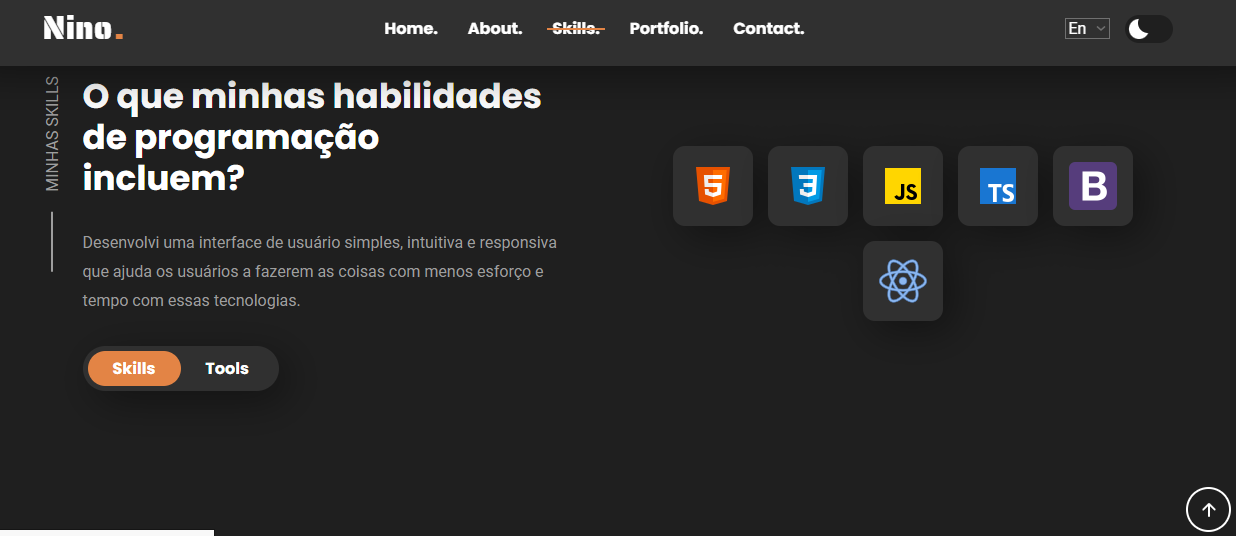 Nino.
Home. About. Skills. Portfolio. Contact.
En
MINHAS SKILLS
O que minhas habilidades
de programação
incluem?
Desenvolvi uma interface de usuário simples, intuitiva e responsiva
que ajuda os usuários a fazerem as coisas com menos esforço e
tempo com essas tecnologias.
Skills Tools
5 3 JS TS B